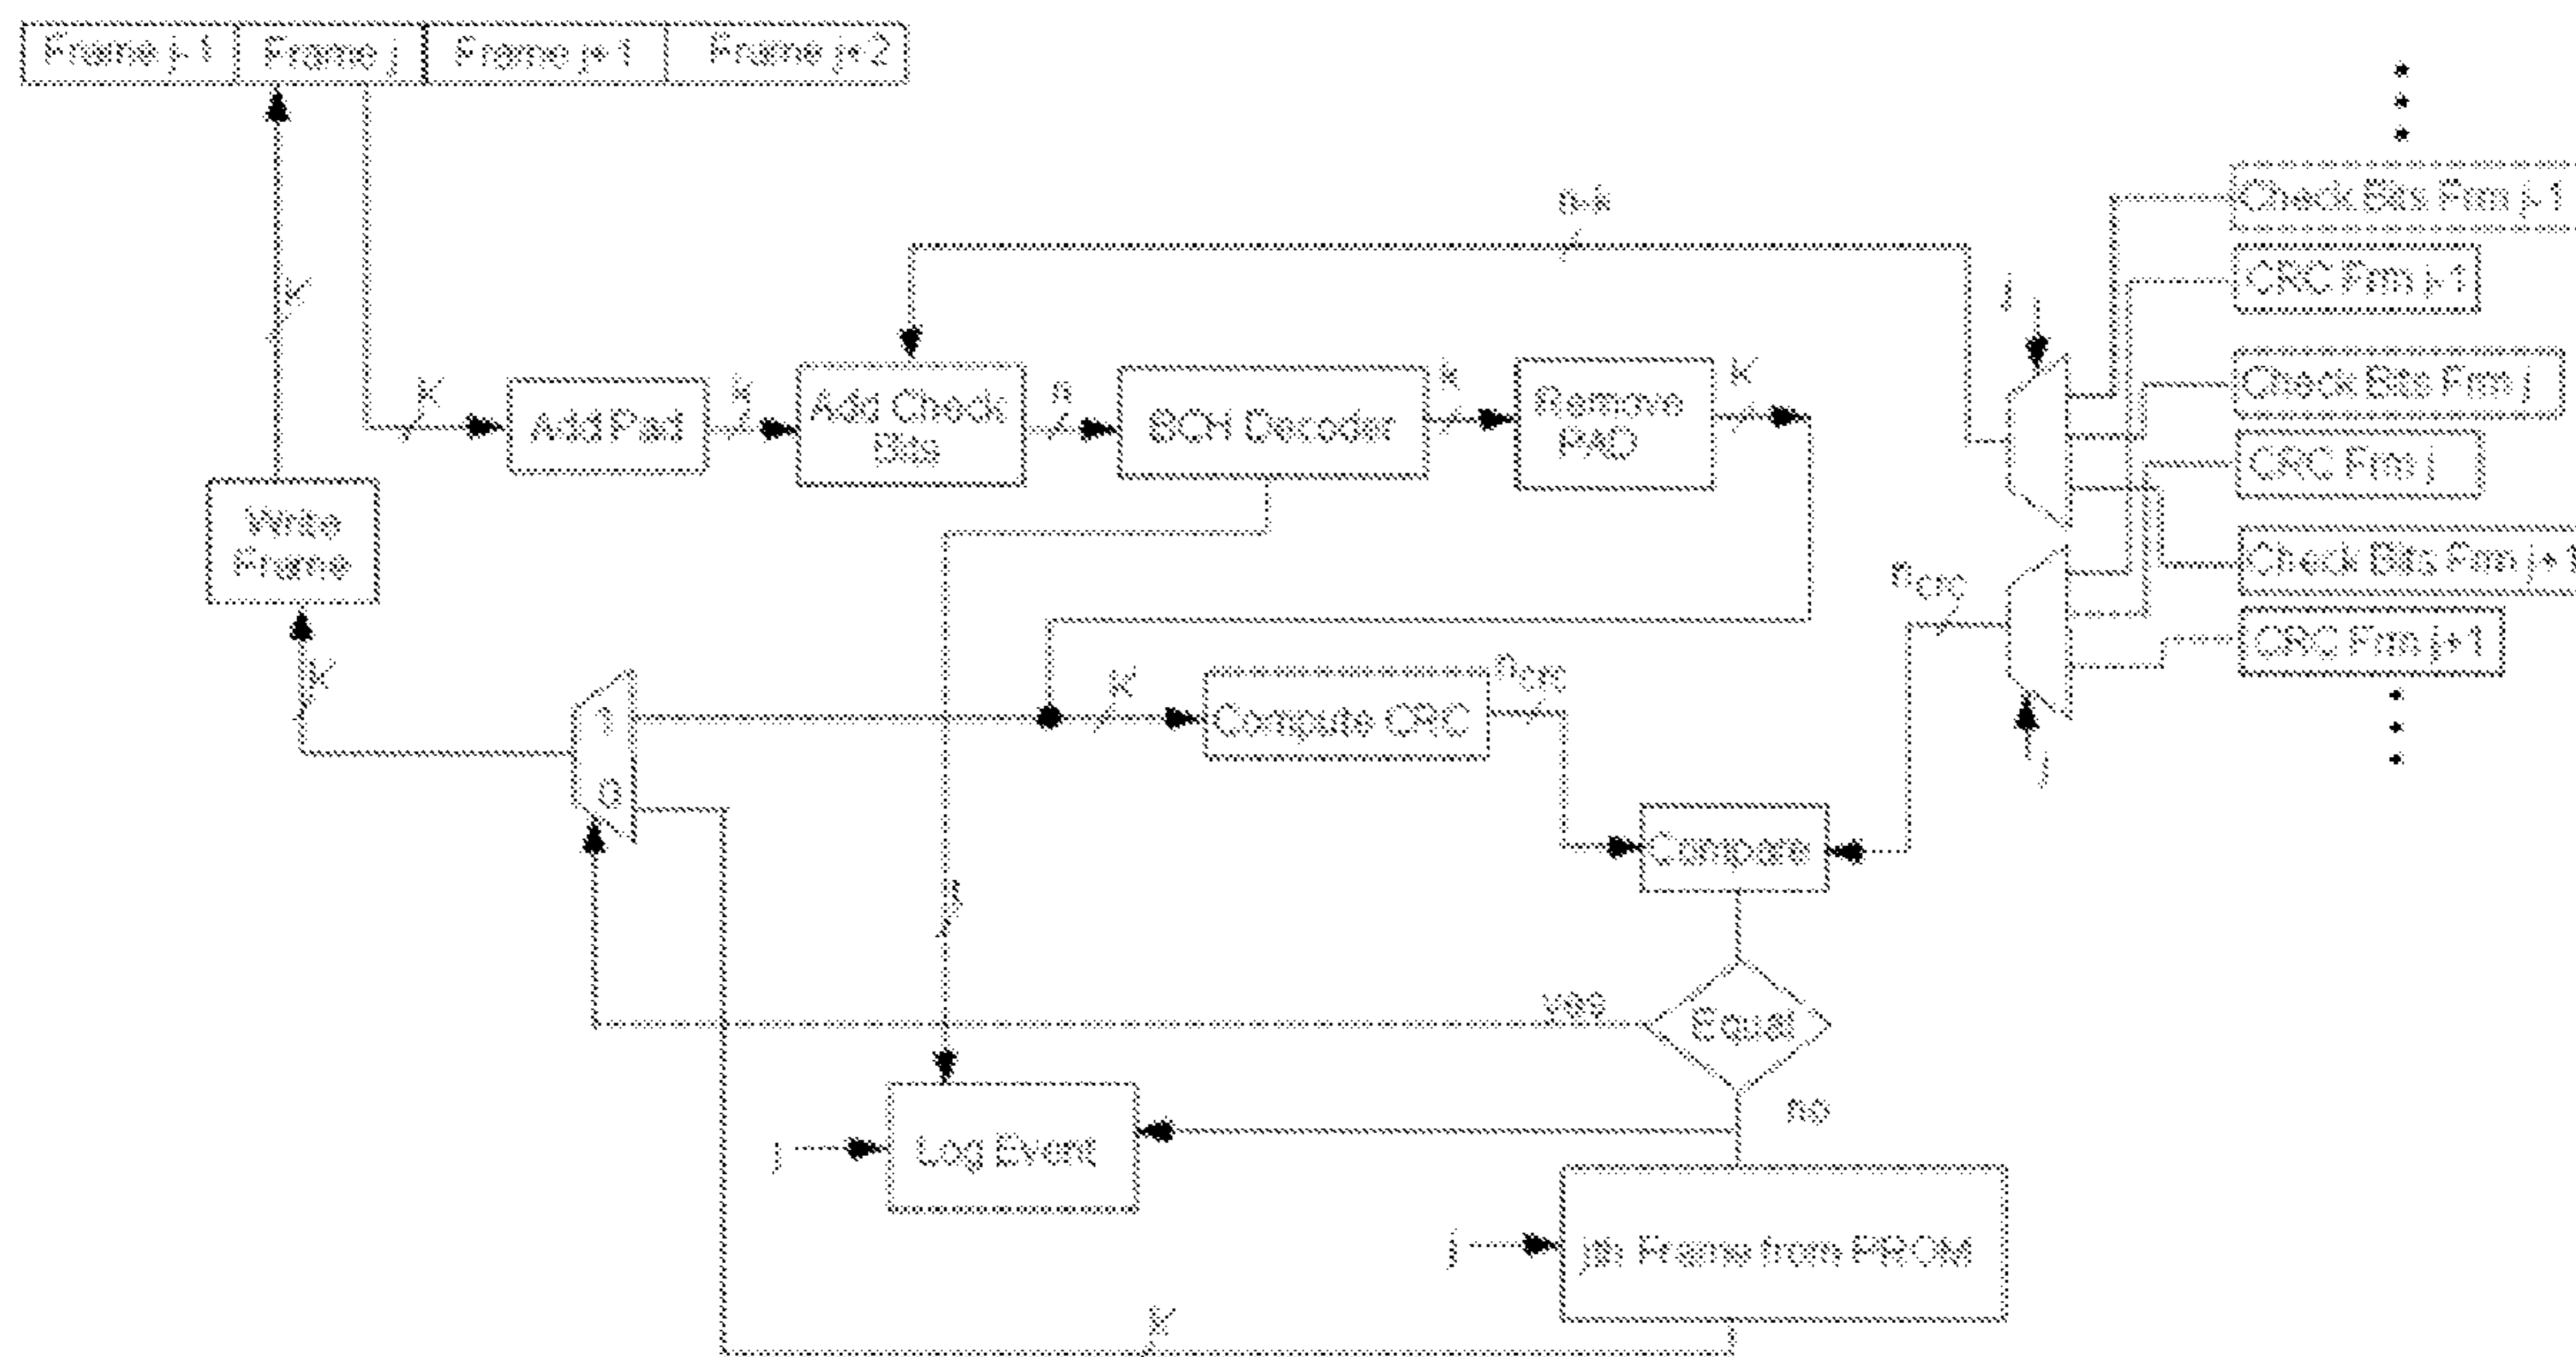 Frame j-1
Frame j
Frame j+1
Frame j+2
n-k
Check Bits Frm j-1
CRC Frm j-1
j
K
Check Bits Frm j
K
Add Pad
k
Add Check
Bits
n
BCH Decoder
k
Remove
PAD
K
CRC Frm j
Write
Frame
Check Bits Frm j+1
n crc
CRC Frm j+1
K
1
0
K
Compute CRC
n crc
j
Compare
yes
Equal
no
j
Log Event
j
jth Frame from PROM
K